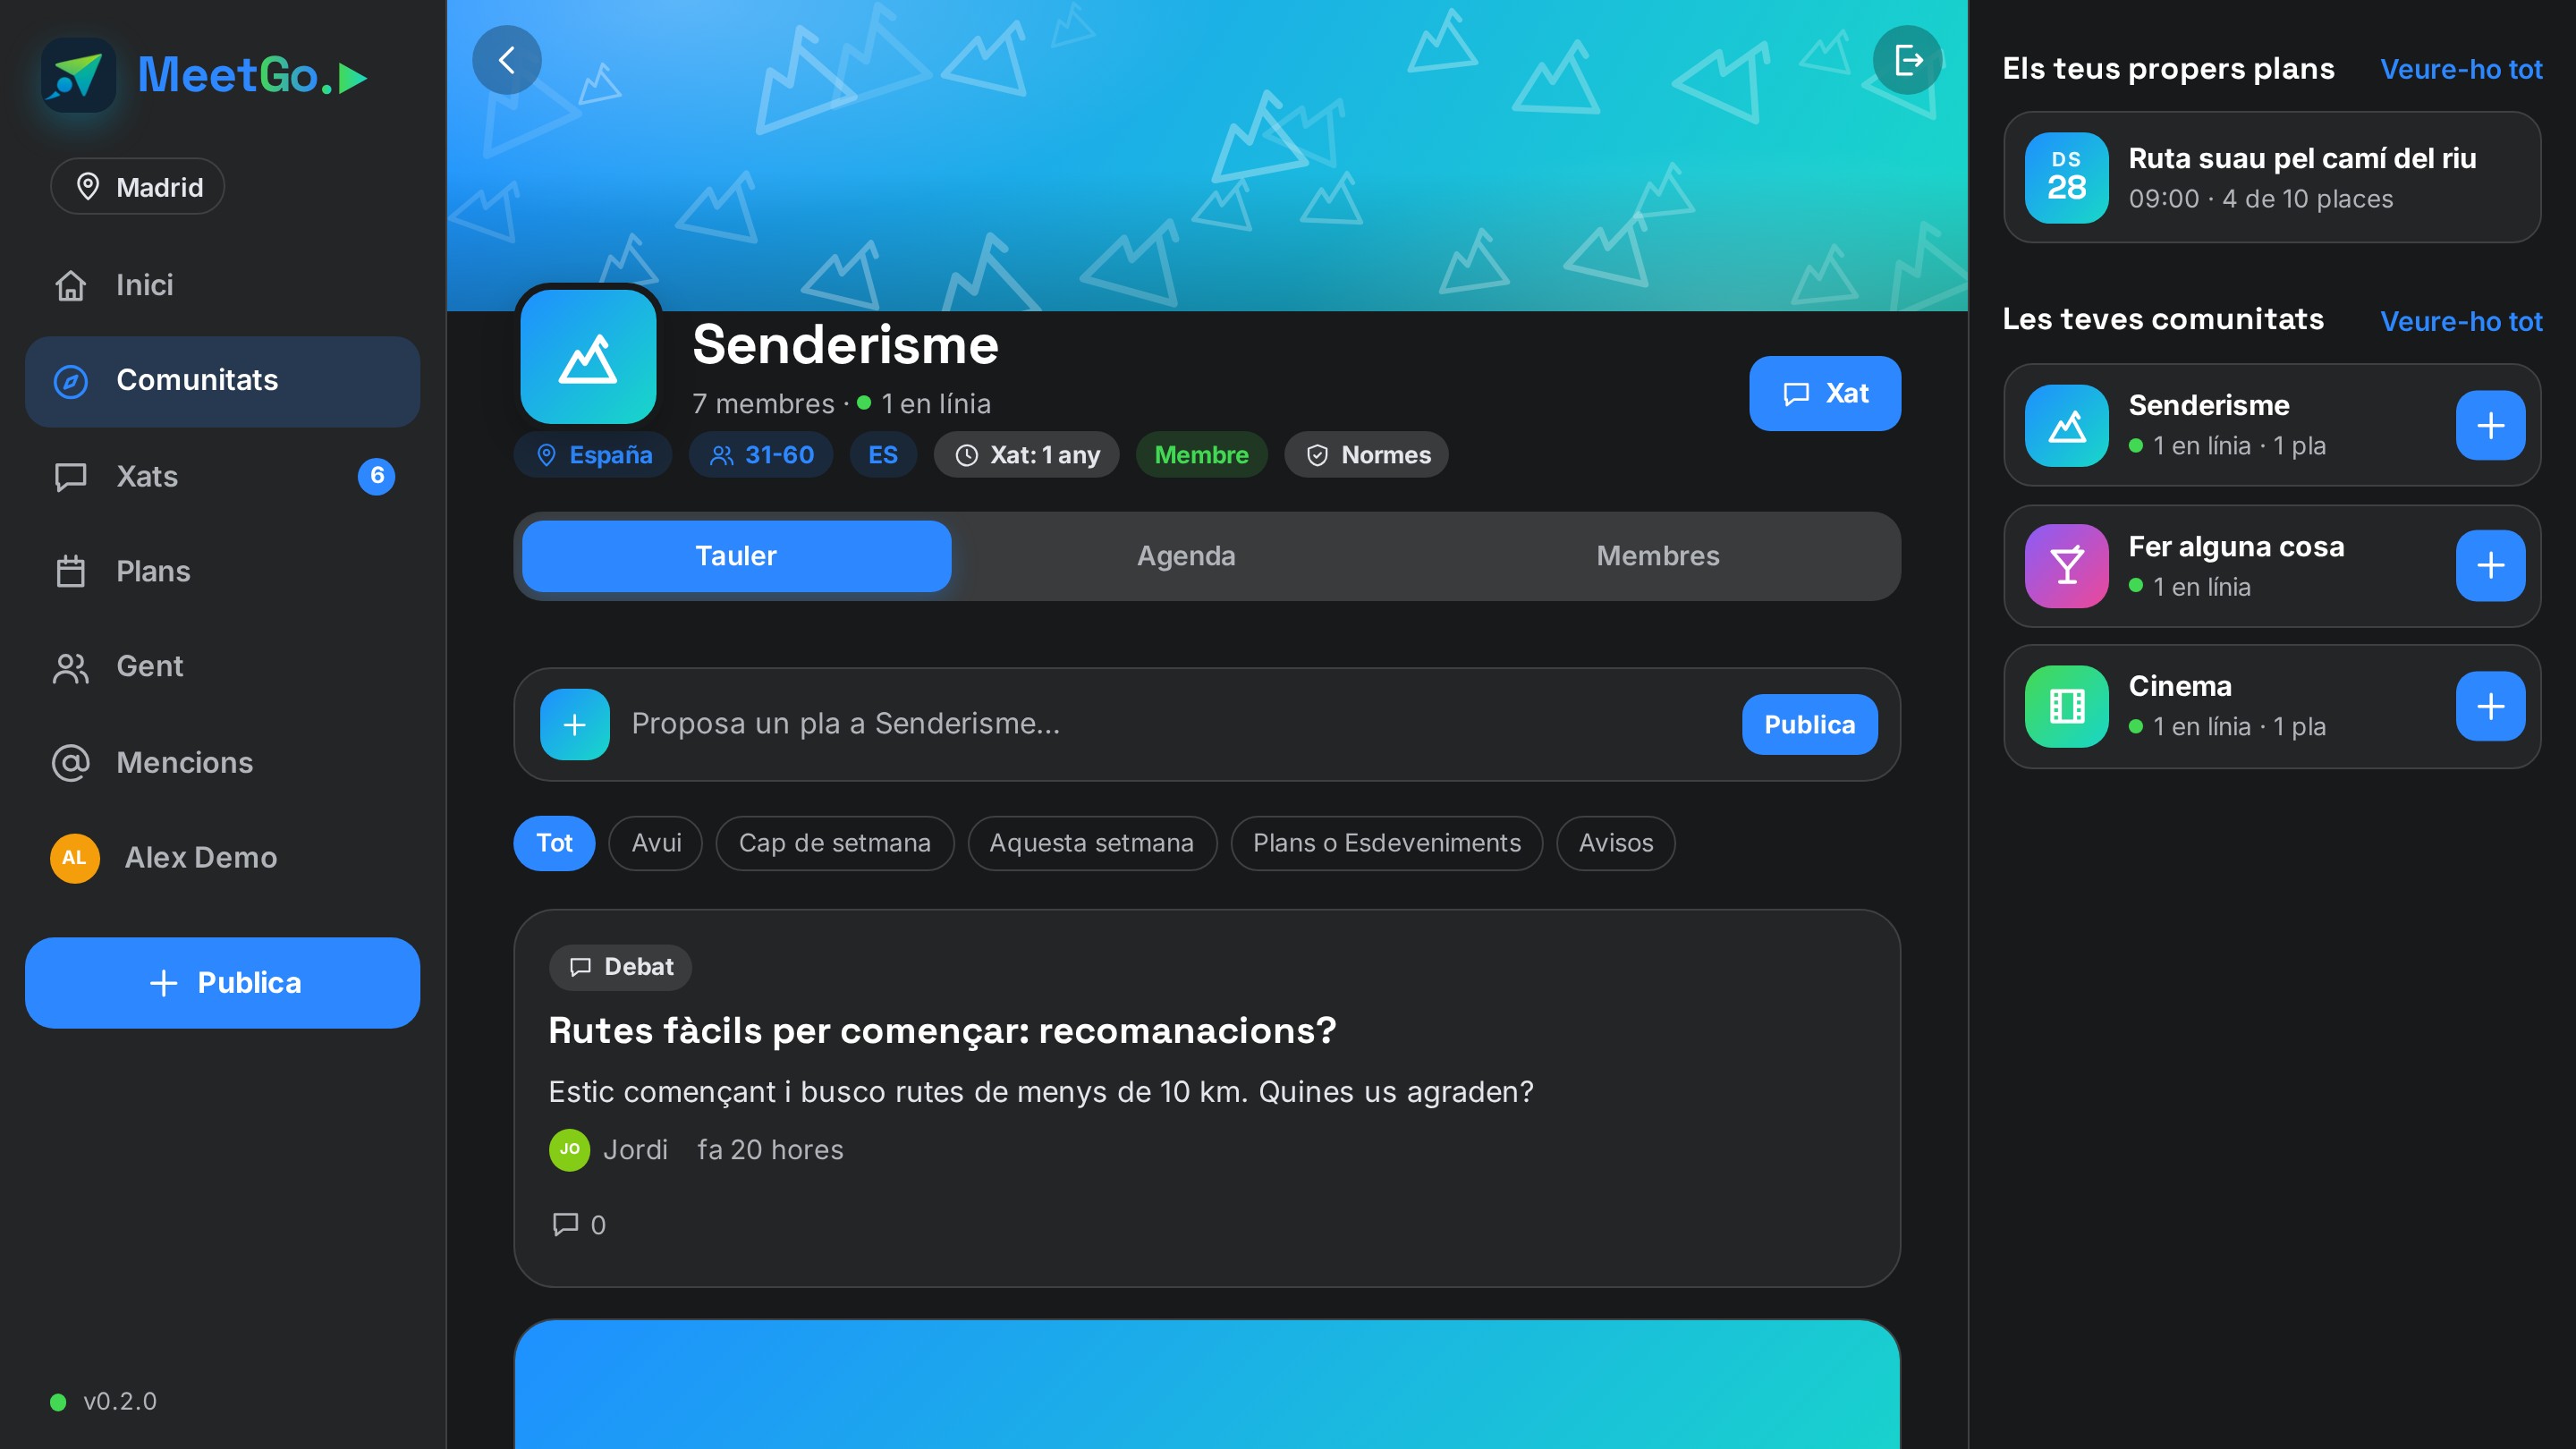 MeetGo.
Madrid
Inici
Comunitats
Xats
6
Plans
Gent
Mencions
AL
Alex Demo
Publica
v0.2.0
Senderisme
7 membres · 1 en línia
Xat
España
31-60
ES
Xat: 1 any
Membre
Normes
Tauler
Agenda
Membres
Proposa un pla a Senderisme...
Publica
Tot
Avui
Cap de setmana
Aquesta setmana
Plans o Esdeveniments
Avisos
Debat
Rutes fàcils per començar: recomanacions?
Estic començant i busco rutes de menys de 10 km. Quines us agraden?
JO
Jordi fa 20 hores
0
Els teus propers plans
Veure-ho tot
DS
28
Ruta suau pel camí del riu
09:00 · 4 de 10 places
Les teves comunitats
Veure-ho tot
Senderisme
1 en línia · 1 pla
Fer alguna cosa
1 en línia
Cinema
1 en línia · 1 pla